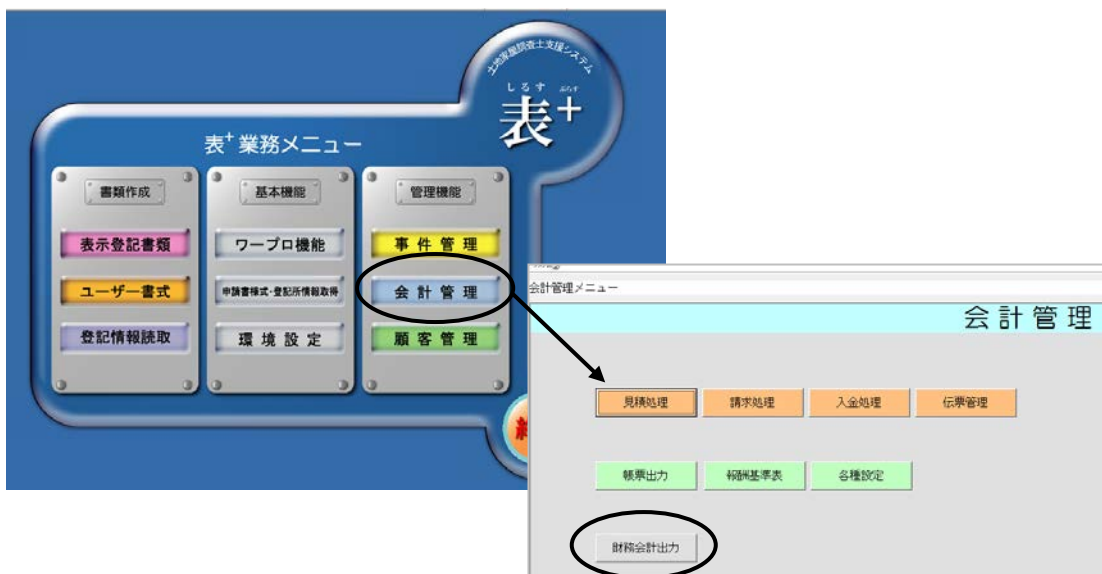 土地家屋調査士支援システム
しるす ぷらす
表+
表+業務メニュー
書類作成
基本機能
管理機能
表示登記書類
ワープロ機能
事件管理
ユーザー書式
申請書様式・登記所情報取得
会計管理
登記情報読取
環境設定
顧客管理
会計管理メニュー
会計管理
見積処理
請求処理
入金処理
伝票管理
帳票出力
報酬基準表
各種設定
財務会計出力